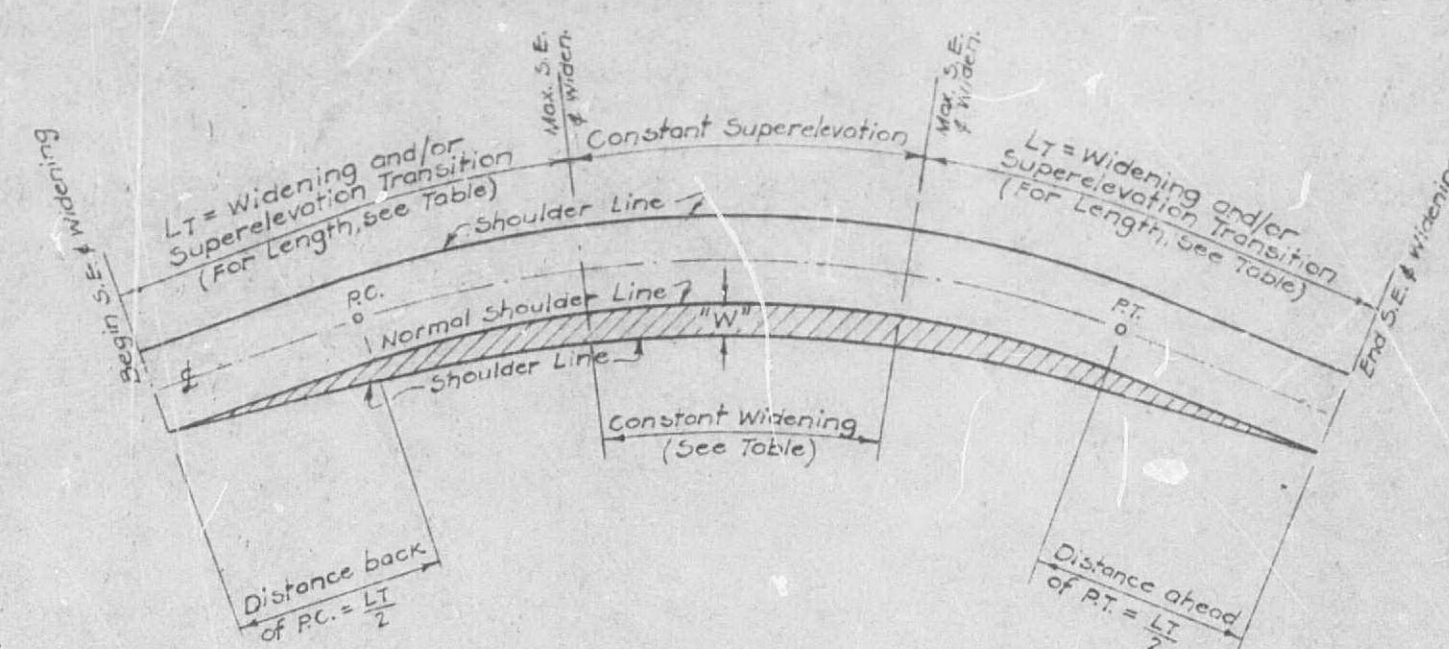 Begin S.E. & Widening
LT = Widening and/or
Superelevation Transition
(For Length, see Table)
Max. S.E.
& Widen.
Constant Superelevation
Max. S.E.
& Widen.
LT = Widening and/or
Superelevation Transition
(For Length, see Table)
End S.E. & Widening
Shoulder Line
P.C.
Normal Shoulder Line
"W"
P.T.
Shoulder Line
Constant Widening
(See Table)
Distance back
of P.C. = LT/2
Distance ahead
of P.T. = LT/2